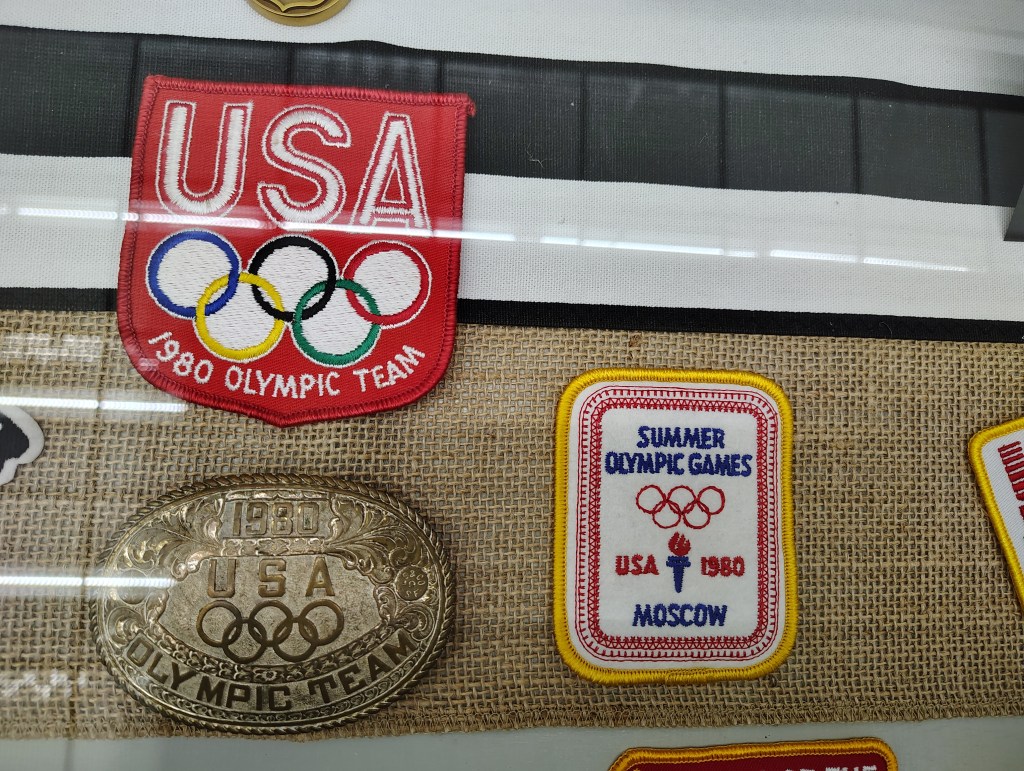 USA
1980 OLYMPIC TEAM
SUMMER
OLYMPIC GAMES
USA 1980
MOSCOW
1980
USA
OLYMPIC TEAM